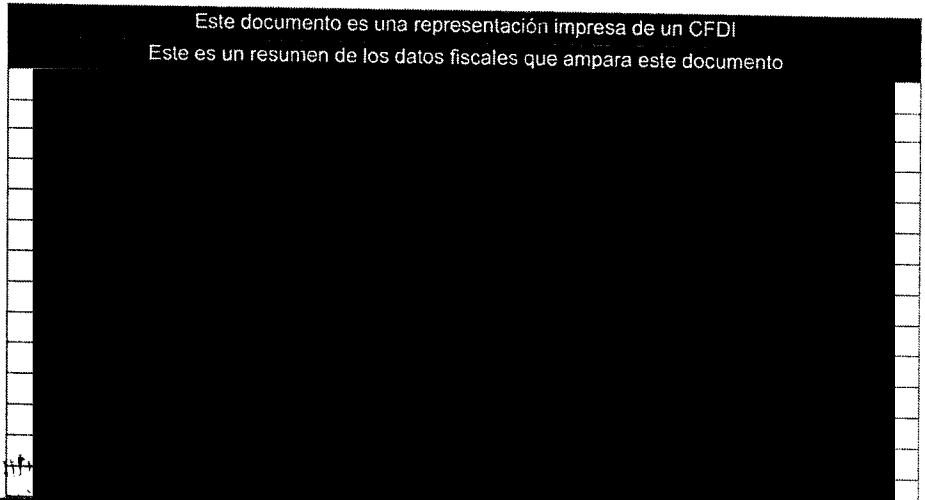 Este documento es una representación impresa de un CFDI
Este es un resumen de los datos fiscales que ampara este documento